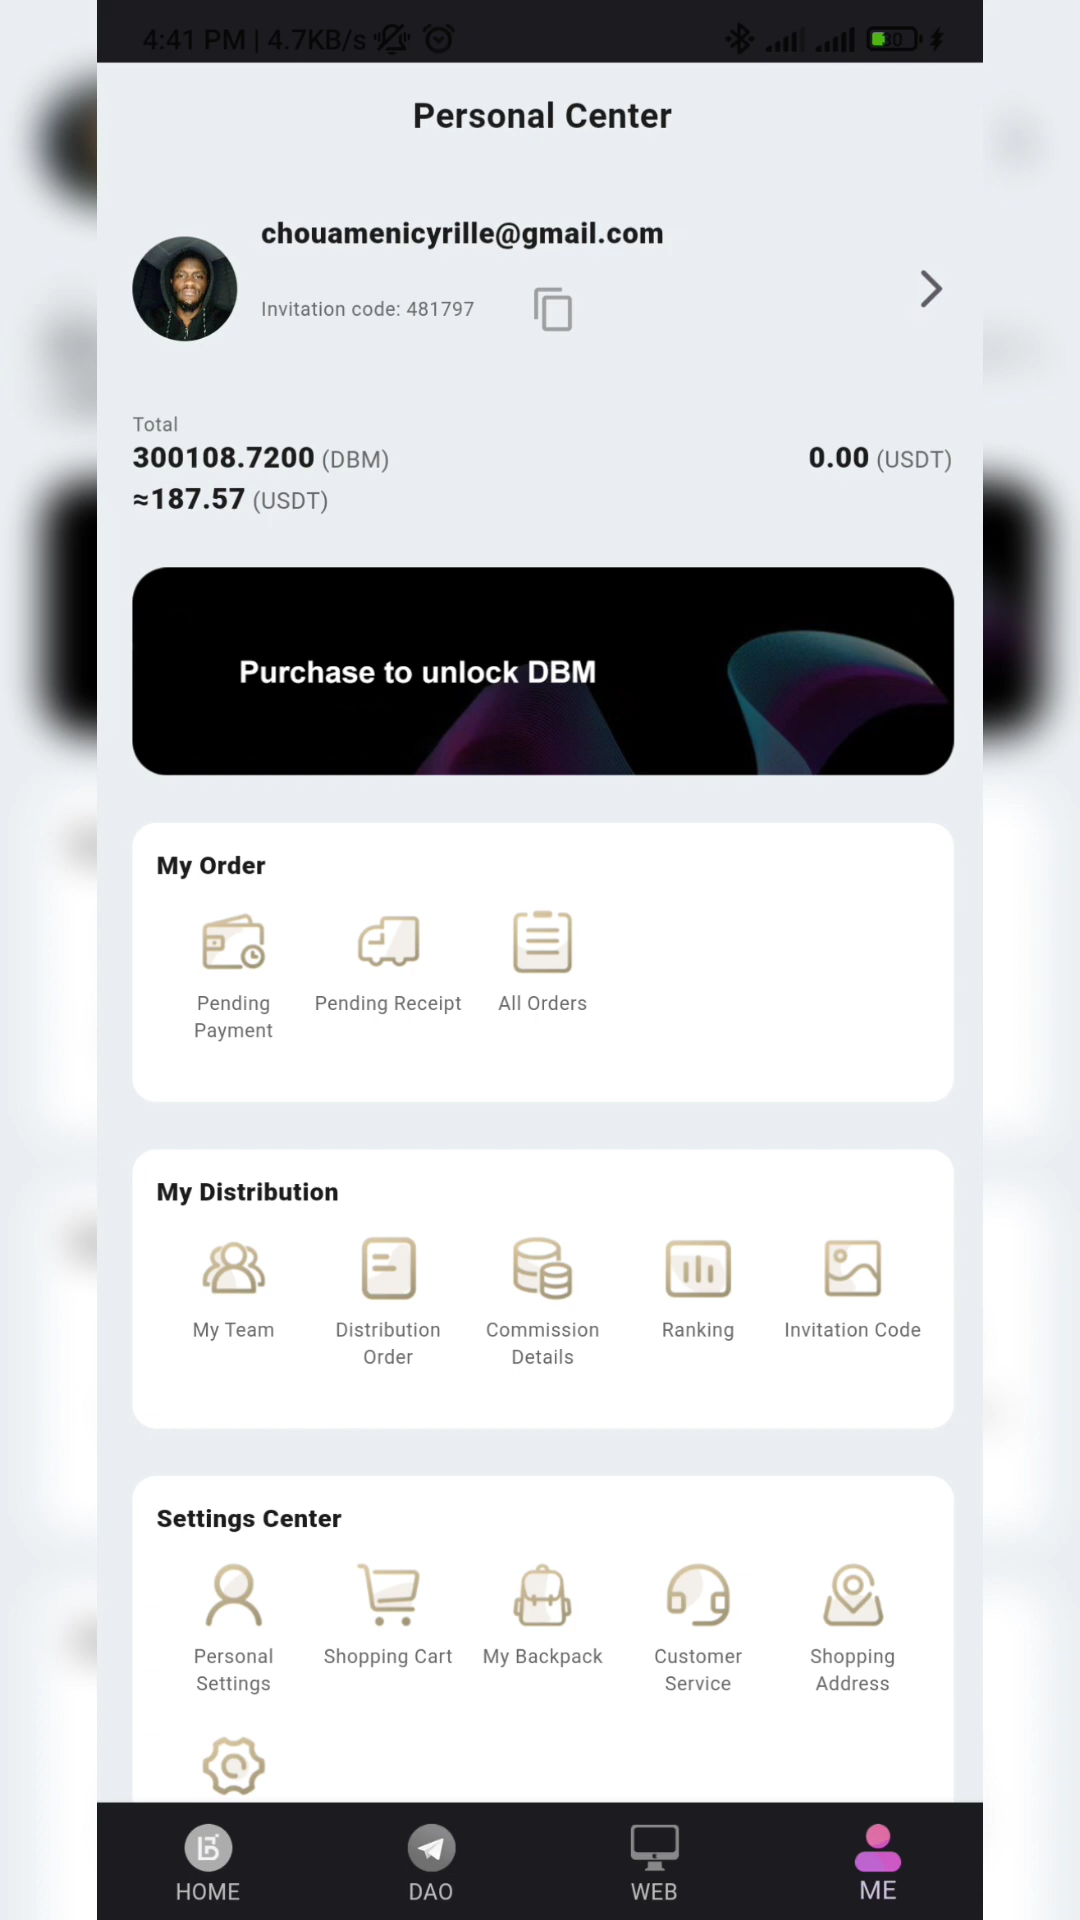 4:41 PM | 4.7KB/s
30
Personal Center
chouamenicyrille@gmail.com
Invitation code: 481797
Total
300108.7200 (DBM)
0.00 (USDT)
≈187.57 (USDT)
Purchase to unlock DBM
My Order
Pending Payment
Pending Receipt
All Orders
My Distribution
My Team
Distribution Order
Commission Details
Ranking
Invitation Code
Settings Center
Personal Settings
Shopping Cart
My Backpack
Customer Service
Shopping Address
HOME
DAO
WEB
ME